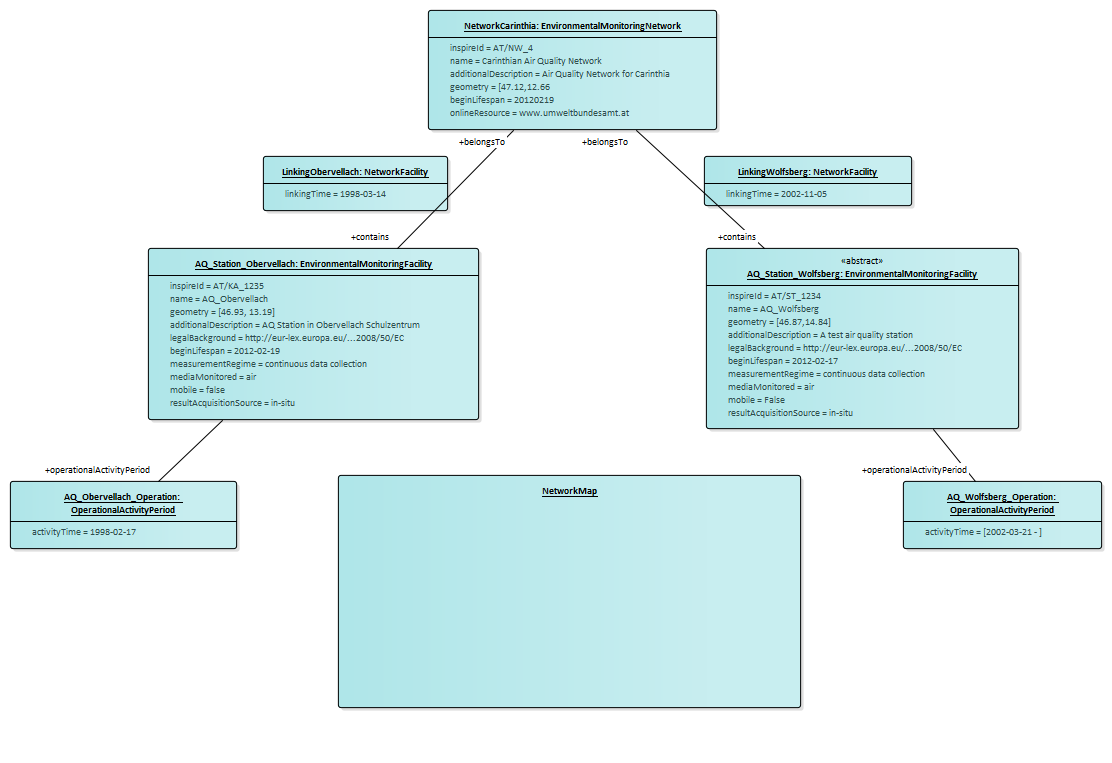 NetworkCarinthia: EnvironmentalMonitoringNetwork
inspireId = AT/NW_4
name = Carinthian Air Quality Network
additionalDescription = Air Quality Network for Carinthia
geometry = [47.12,12.66
beginLifespan = 20120219
onlineResource = www.umweltbundesamt.at
+belongsTo
+belongsTo
LinkingObervellach: NetworkFacility
linkingTime = 1998-03-14
LinkingWolfsberg: NetworkFacility
linkingTime = 2002-11-05
+contains
+contains
AQ_Station_Obervellach: EnvironmentalMonitoringFacility
inspireId = AT/KA_1235
name = AQ_Obervellach
geometry = [46.93, 13.19]
additionalDescription = AQ Station in Obervellach Schulzentrum
legalBackground = http://eur-lex.europa.eu/...2008/50/EC
beginLifespan = 2012-02-19
measurementRegime = continuous data collection
mediaMonitored = air
mobile = false
resultAcquisitionSource = in-situ
«abstract»
AQ_Station_Wolfsberg: EnvironmentalMonitoringFacility
inspireId = AT/ST_1234
name = AQ_Wolfsberg
geometry = [46.87,14.84]
additionalDescription = A test air quality station
legalBackground = http://eur-lex.europa.eu/...2008/50/EC
beginLifespan = 2012-02-17
measurementRegime = continuous data collection
mediaMonitored = air
mobile = False
resultAcquisitionSource = in-situ
+operationalActivityPeriod
+operationalActivityPeriod
AQ_Obervellach_Operation:
OperationalActivityPeriod
activityTime = 1998-02-17
NetworkMap
AQ_Wolfsberg_Operation:
OperationalActivityPeriod
activityTime = [2002-03-21 - ]